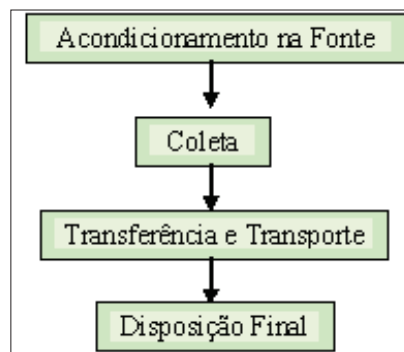 Acondicionamento na Fonte
Coleta
Transferência e Transporte
Disposição Final